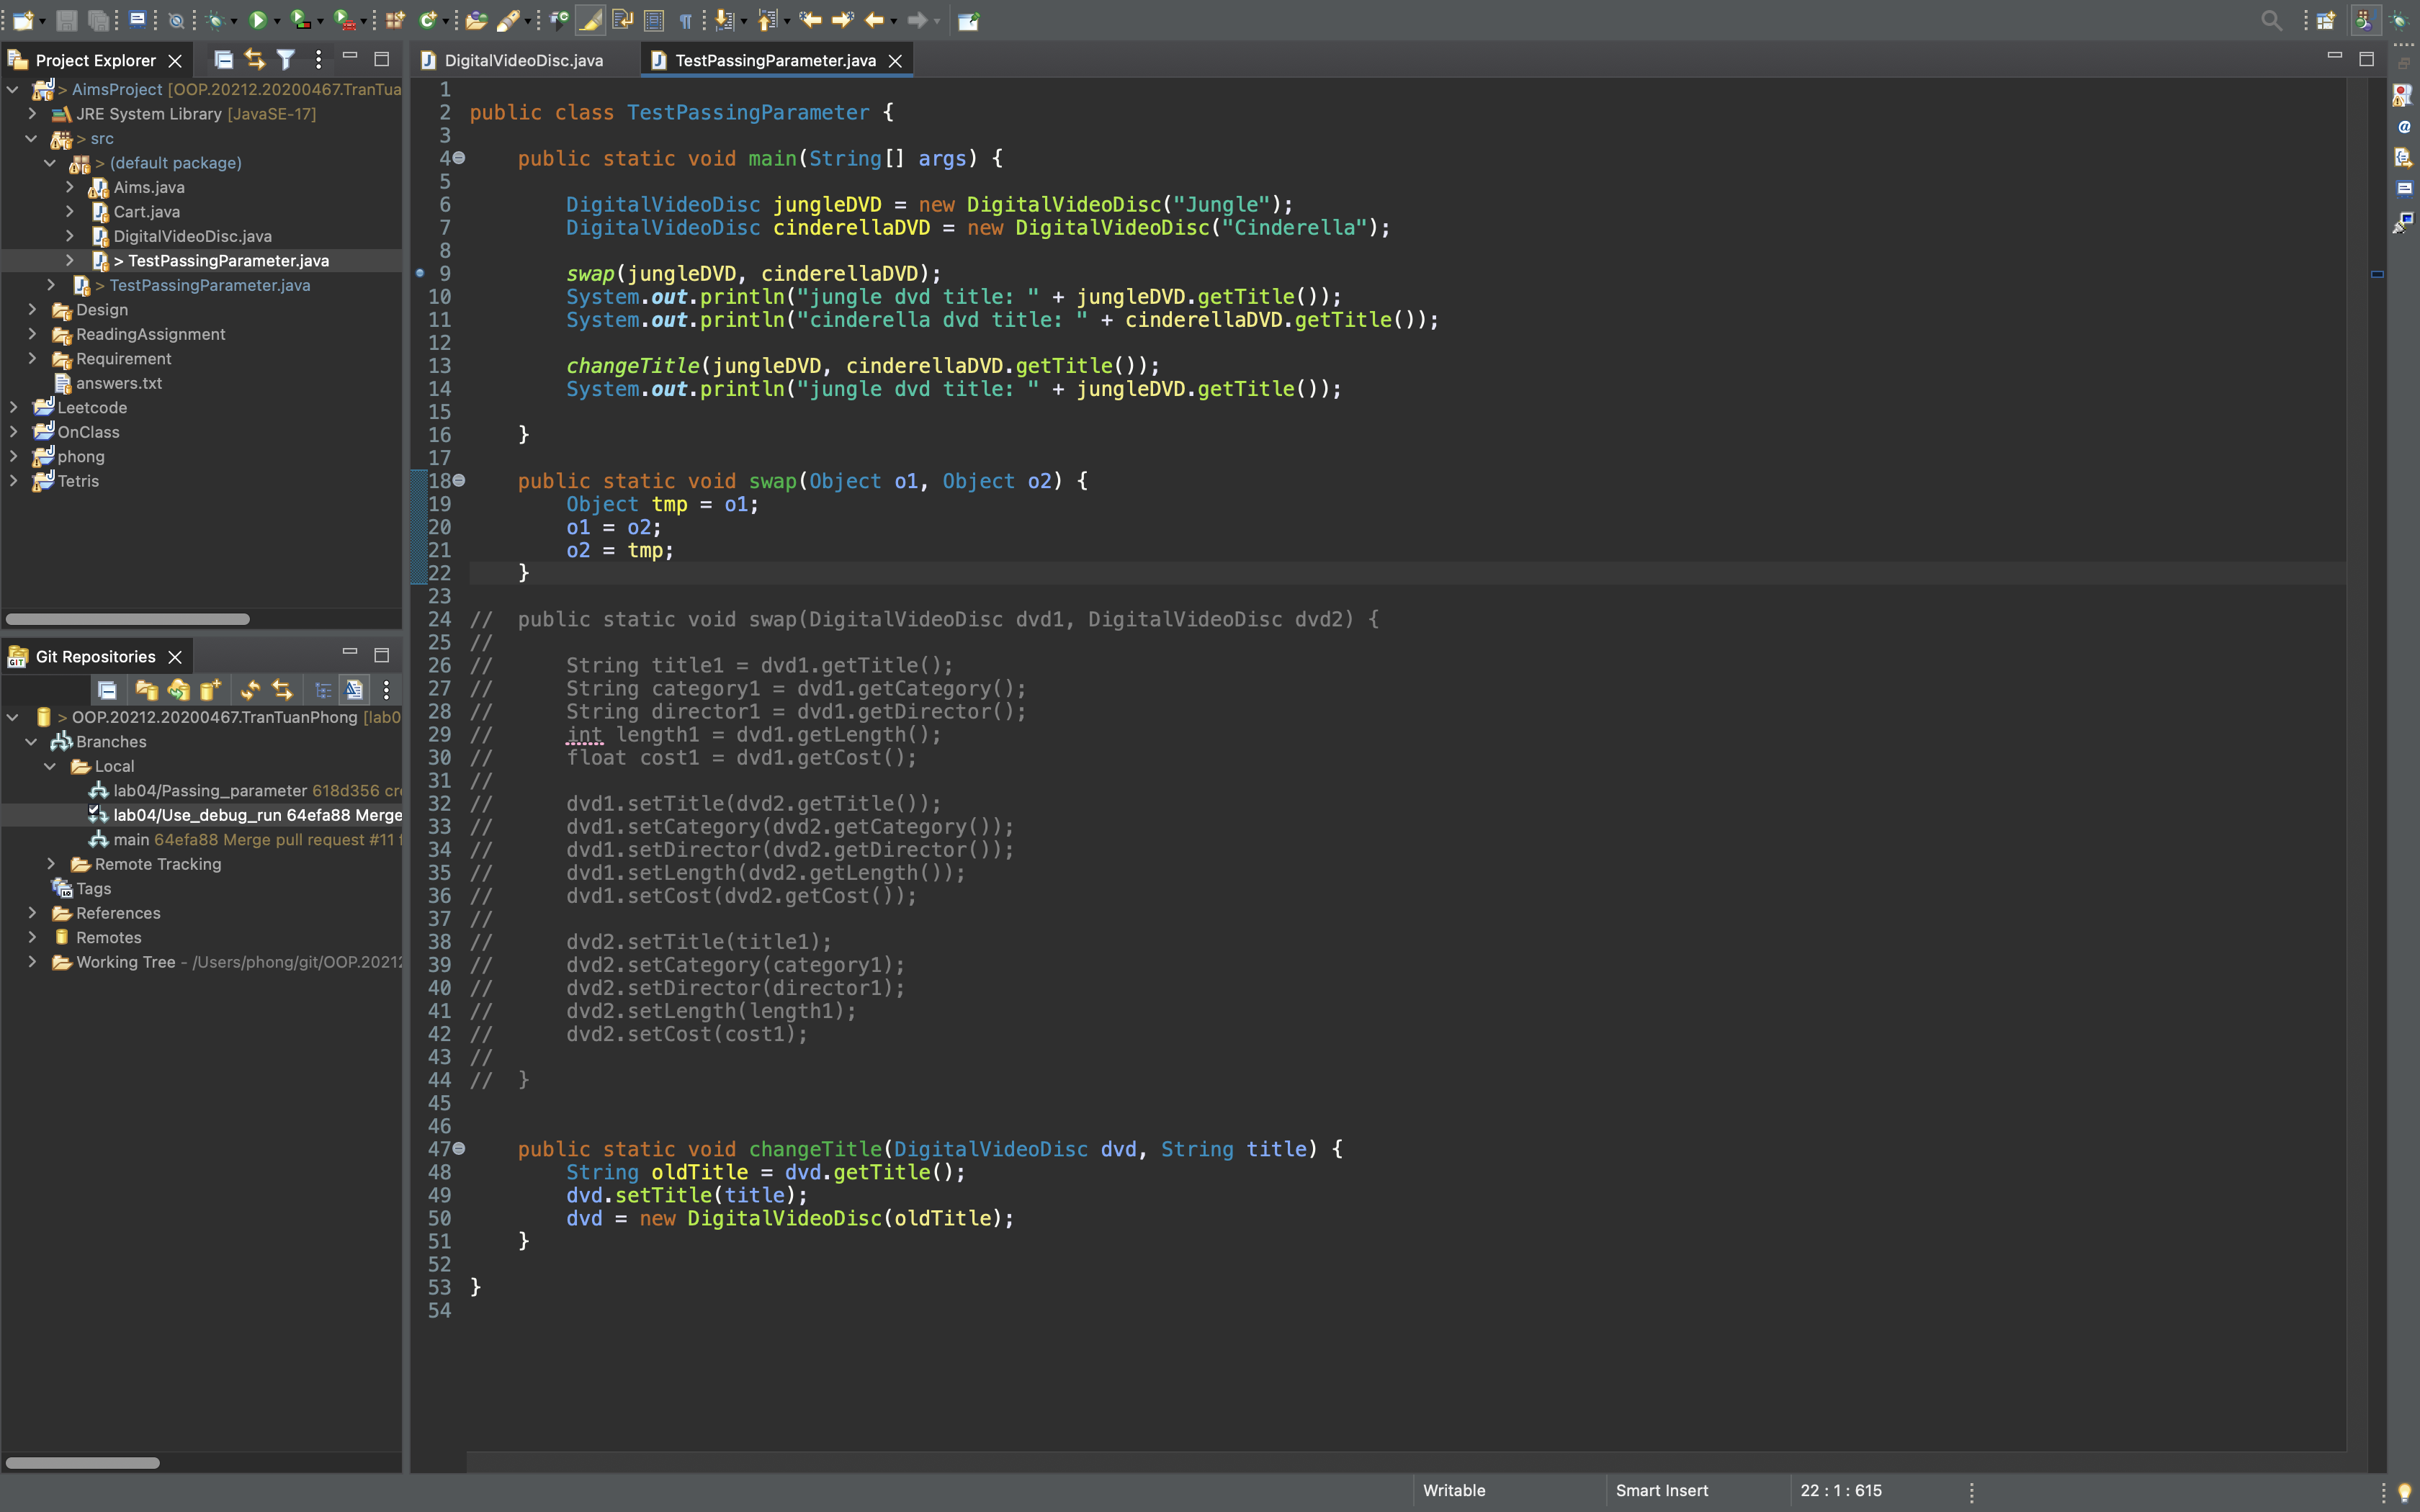 Project Explorer
> AimsProject [OOP.20212.20200467.TranTua
JRE System Library [JavaSE-17]
> src
> (default package)
Aims.java
Cart.java
DigitalVideoDisc.java
> TestPassingParameter.java
> TestPassingParameter.java
Design
ReadingAssignment
Requirement
answers.txt
Leetcode
OnClass
phong
Tetris
Git Repositories
> OOP.20212.20200467.TranTuanPhong [lab0
Branches
Local
lab04/Passing_parameter 618d356 cr
lab04/Use_debug_run 64efa88 Merge
main 64efa88 Merge pull request #11 f
Remote Tracking
Tags
References
Remotes
Working Tree - /Users/phong/git/OOP.20212
DigitalVideoDisc.java
TestPassingParameter.java
1
2 public class TestPassingParameter {
3
4 public static void main(String[] args) {
5
6 DigitalVideoDisc jungleDVD = new DigitalVideoDisc("Jungle");
7 DigitalVideoDisc cinderellaDVD = new DigitalVideoDisc("Cinderella");
8
9 swap(jungleDVD, cinderellaDVD);
10 System.out.println("jungle dvd title: " + jungleDVD.getTitle());
11 System.out.println("cinderella dvd title: " + cinderellaDVD.getTitle());
12
13 changeTitle(jungleDVD, cinderellaDVD.getTitle());
14 System.out.println("jungle dvd title: " + jungleDVD.getTitle());
15
16 }
17
18 public static void swap(Object o1, Object o2) {
19 Object tmp = o1;
20 o1 = o2;
21 o2 = tmp;
22 }
23
24 // public static void swap(DigitalVideoDisc dvd1, DigitalVideoDisc dvd2) {
25 //
26 // String title1 = dvd1.getTitle();
27 // String category1 = dvd1.getCategory();
28 // String director1 = dvd1.getDirector();
29 // int length1 = dvd1.getLength();
30 // float cost1 = dvd1.getCost();
31 //
32 // dvd1.setTitle(dvd2.getTitle());
33 // dvd1.setCategory(dvd2.getCategory());
34 // dvd1.setDirector(dvd2.getDirector());
35 // dvd1.setLength(dvd2.getLength());
36 // dvd1.setCost(dvd2.getCost());
37 //
38 // dvd2.setTitle(title1);
39 // dvd2.setCategory(category1);
40 // dvd2.setDirector(director1);
41 // dvd2.setLength(length1);
42 // dvd2.setCost(cost1);
43 //
44 // }
45
46
47 public static void changeTitle(DigitalVideoDisc dvd, String title) {
48 String oldTitle = dvd.getTitle();
49 dvd.setTitle(title);
50 dvd = new DigitalVideoDisc(oldTitle);
51 }
52
53 }
54
Writable
Smart Insert
22 : 1 : 615